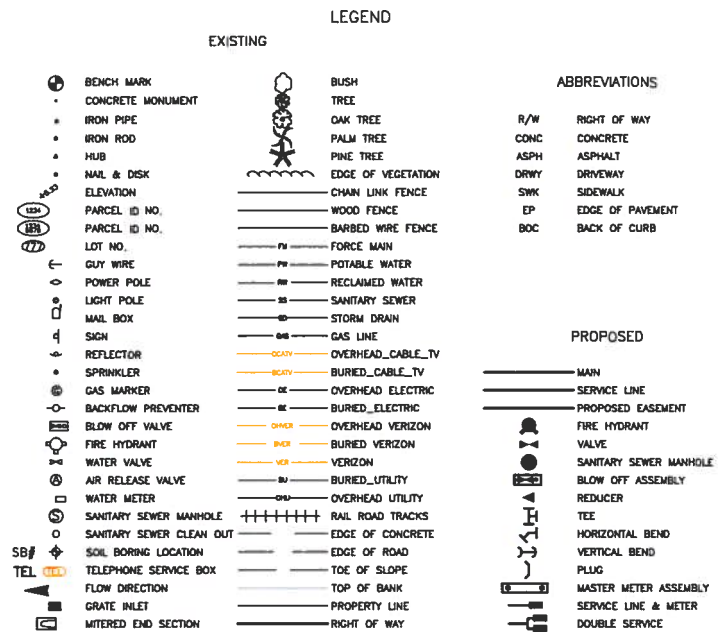 LEGEND
EXISTING
BENCH MARK
CONCRETE MONUMENT
IRON PIPE
IRON ROD
HUB
NAIL & DISK
ELEVATION
1234 PARCEL ID NO.
PARCEL ID NO.
LOT NO.
GUY WIRE
POWER POLE
LIGHT POLE
MAIL BOX
SIGN
REFLECTOR
SPRINKLER
GAS MARKER
BACKFLOW PREVENTER
BLOW OFF VALVE
FIRE HYDRANT
WATER VALVE
A AIR RELEASE VALVE
WATER METER
S SANITARY SEWER MANHOLE
SANITARY SEWER CLEAN OUT
SB# SOIL BORING LOCATION
TEL TEL TELEPHONE SERVICE BOX
FLOW DIRECTION
GRATE INLET
MITERED END SECTION
BUSH
TREE
OAK TREE
PALM TREE
PINE TREE
EDGE OF VEGETATION
CHAIN LINK FENCE
WOOD FENCE
BARBED WIRE FENCE
FM FORCE MAIN
PW POTABLE WATER
RW RECLAIMED WATER
SS SANITARY SEWER
SD STORM DRAIN
GAS GAS LINE
OCATV OVERHEAD_CABLE_TV
BCATV BURIED_CABLE_TV
OE OVERHEAD ELECTRIC
BE BURIED_ELECTRIC
OHVER OVERHEAD VERIZON
BVER BURIED VERIZON
VER VERIZON
BU BURIED_UTILITY
OHU OVERHEAD UTILITY
RAIL ROAD TRACKS
EDGE OF CONCRETE
EDGE OF ROAD
TOE OF SLOPE
TOP OF BANK
PROPERTY LINE
RIGHT OF WAY
ABBREVIATIONS
R/W RIGHT OF WAY
CONC CONCRETE
ASPH ASPHALT
DRWY DRIVEWAY
SWK SIDEWALK
EP EDGE OF PAVEMENT
BOC BACK OF CURB
PROPOSED
MAIN
SERVICE LINE
PROPOSED EASEMENT
FIRE HYDRANT
VALVE
SANITARY SEWER MANHOLE
BLOW OFF ASSEMBLY
REDUCER
TEE
HORIZONTAL BEND
VERTICAL BEND
PLUG
MASTER METER ASSEMBLY
SERVICE LINE & METER
DOUBLE SERVICE